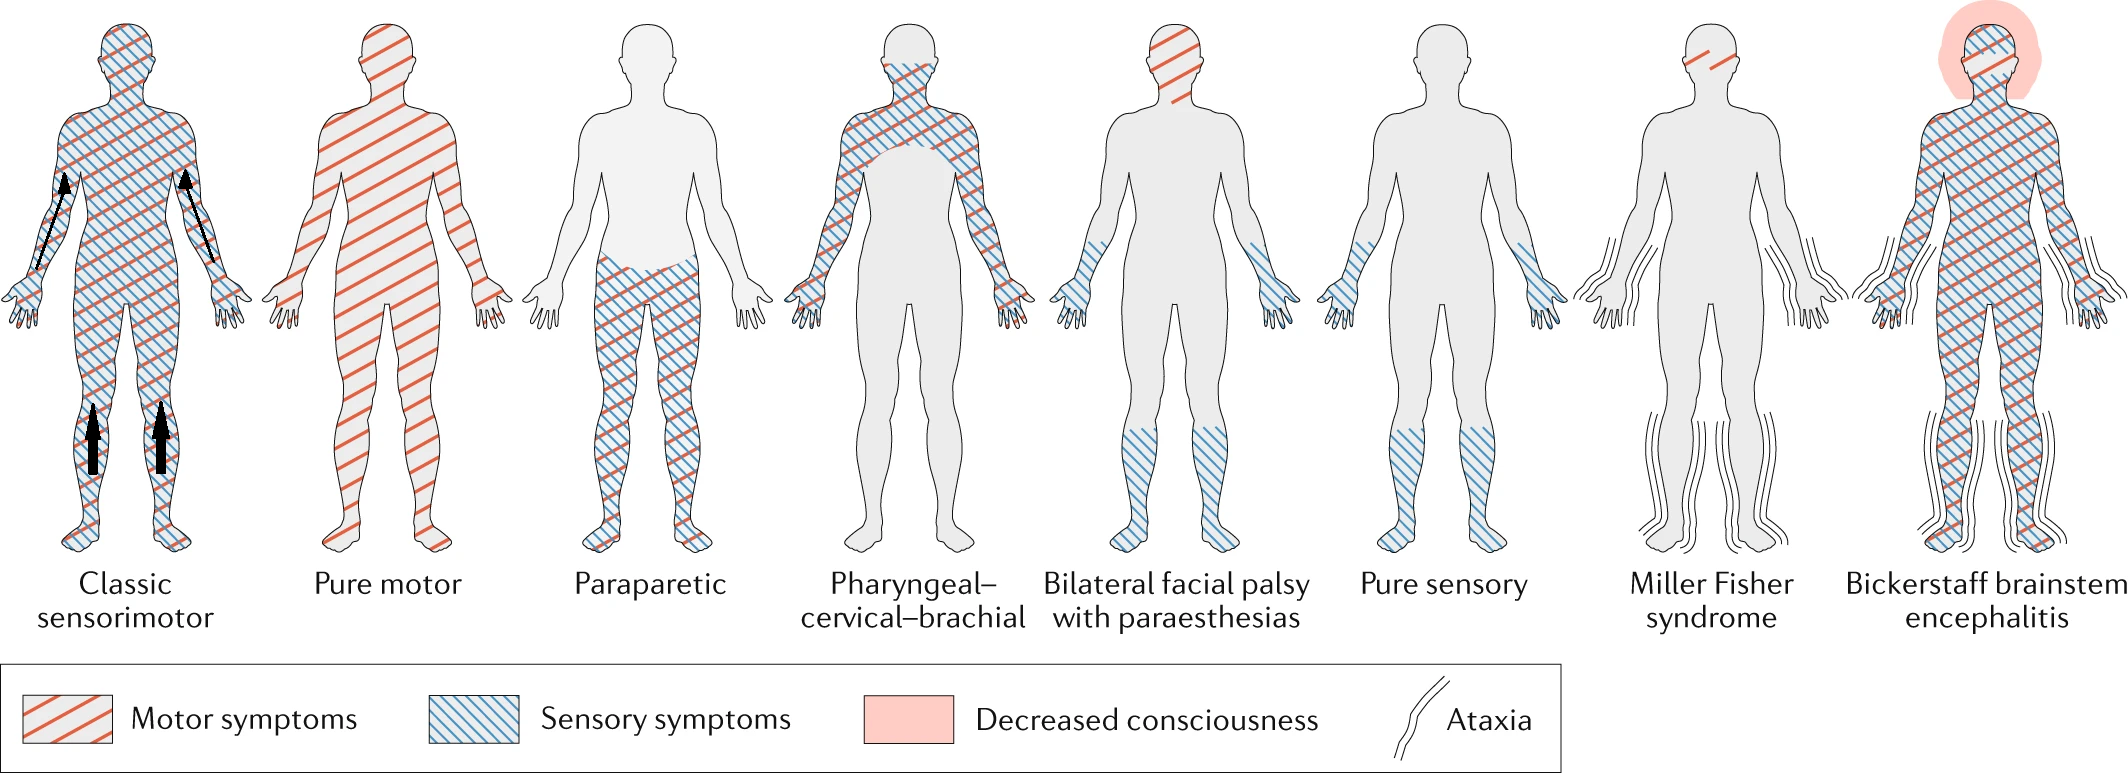 Classic
sensorimotor
Pure motor
Paraparetic
Pharyngeal–
cervical–brachial
Bilateral facial palsy
with paraesthesias
Pure sensory
Miller Fisher
syndrome
Bickerstaff brainstem
encephalitis
Motor symptoms
Sensory symptoms
Decreased consciousness
Ataxia